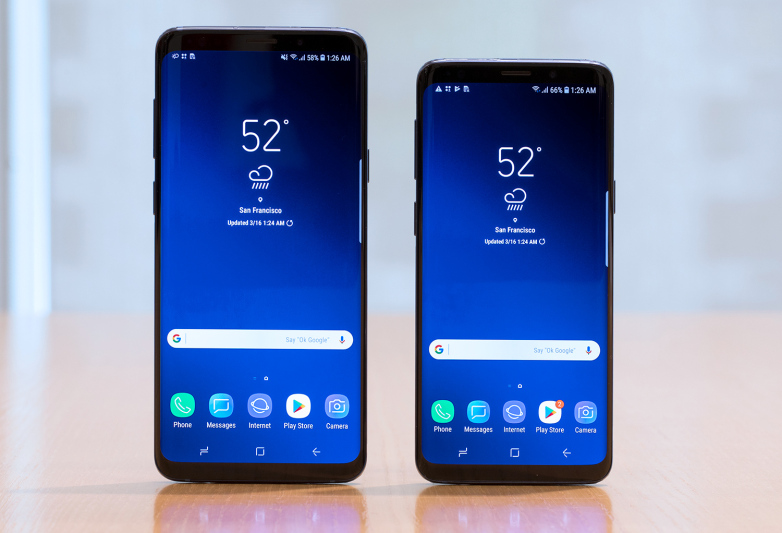 58% 1:26 AM
52°
San Francisco
Updated 3/16 1:24 AM
G Say "Ok Google"
Phone Messages Internet Play Store Camera
66% 1:26 AM
52°
San Francisco
Updated 3/16 1:24 AM
G Say "Ok Google"
Phone Messages Internet Play Store Camera